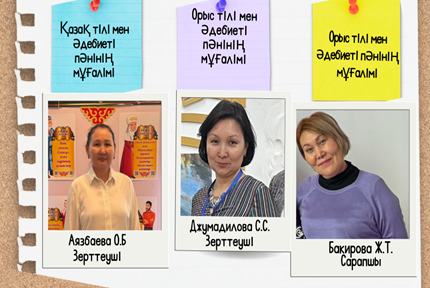 Қазақ тілі мен
әдебиеті
пәнінің
мұғалімі
Орыс тілі мен
әдебиеті
пәнінің
мұғалімі
Орыс тілі мен
әдебиеті пәнінің
мұғалімі
Аязбаева О.Б
Зерттеуші
Джумадилова С.С.
Зерттеуші
Бакирова Ж.Т.
Сарапшы